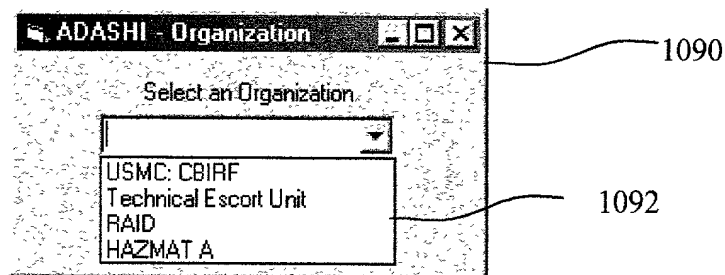 ADASHI - Organization
1090
Select an Organization
USMC: CBIRF
Technical Escort Unit
1092
RAID
HAZMAT A